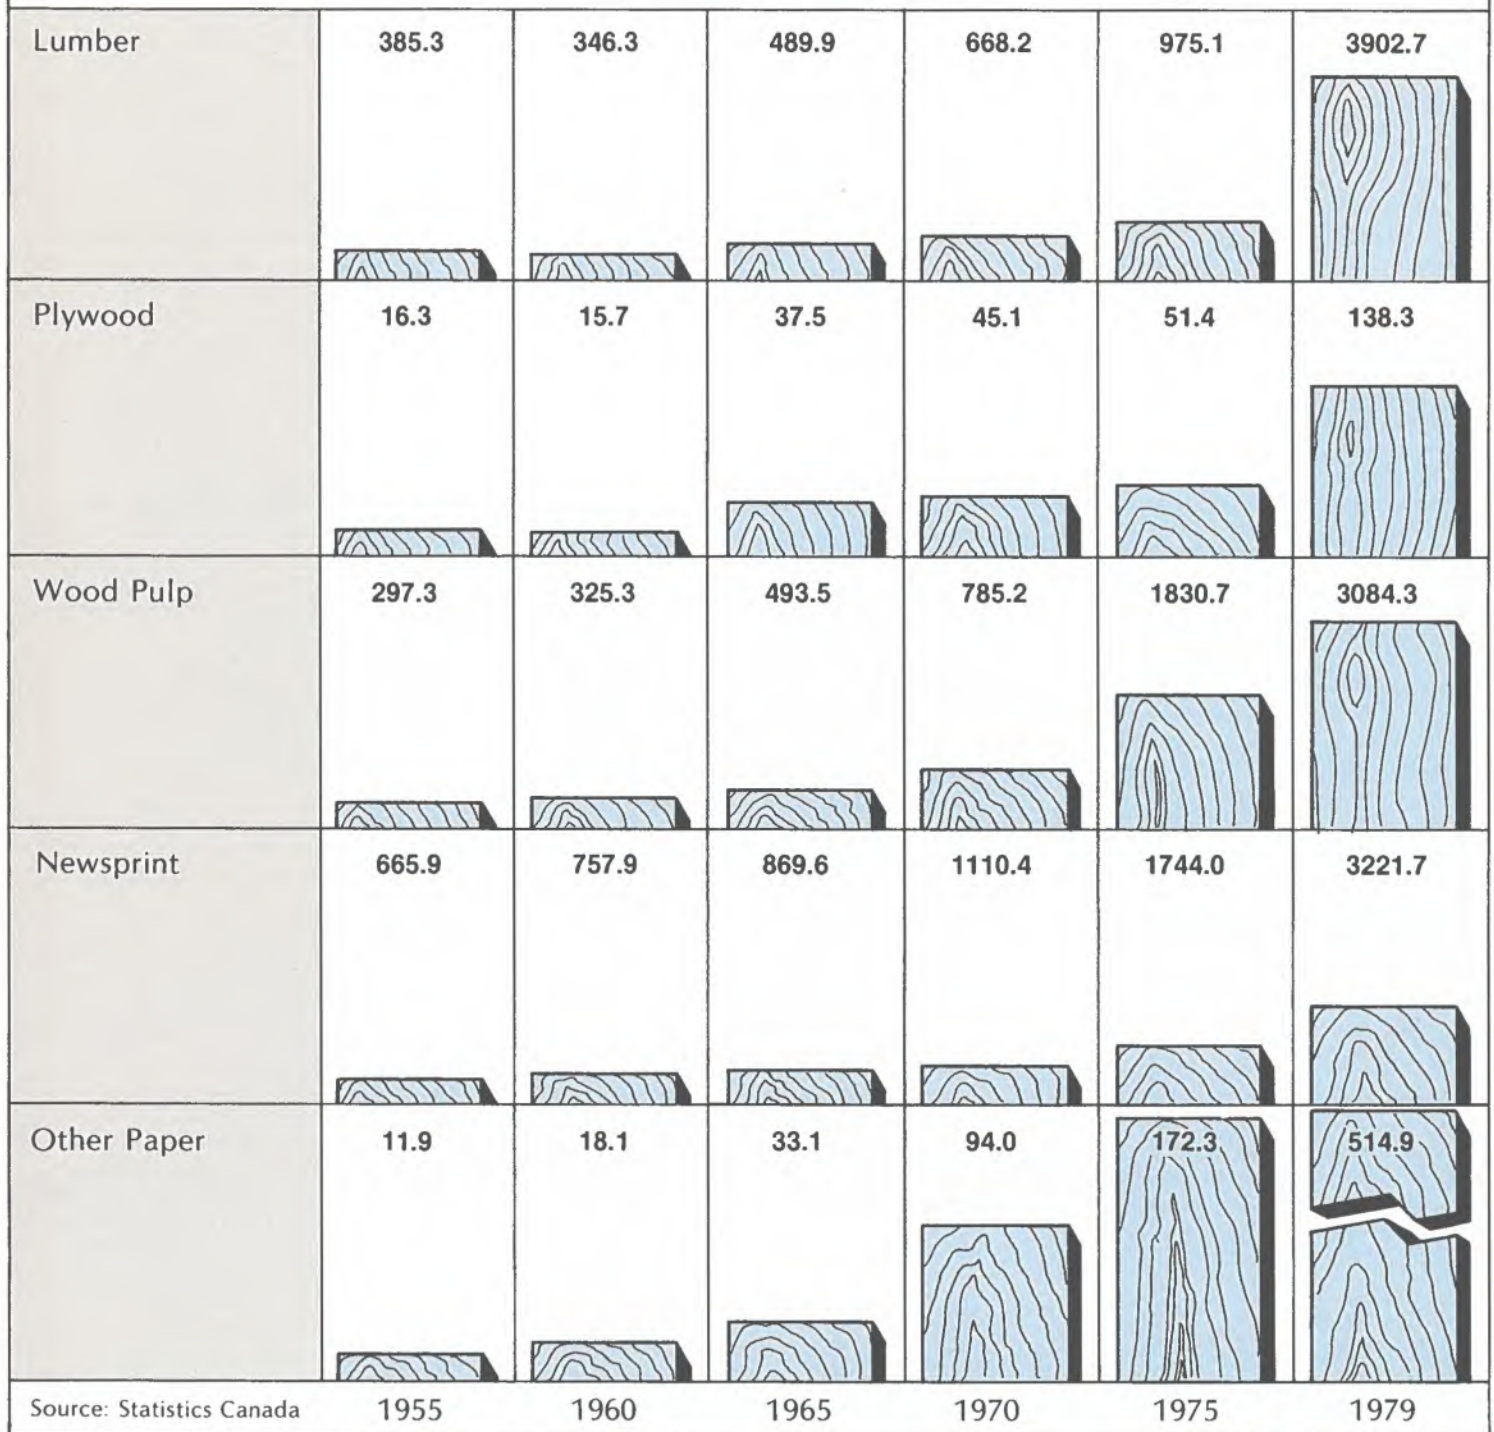 Lumber 385.3 346.3 489.9 668.2 975.1 3902.7
Plywood 16.3 15.7 37.5 45.1 51.4 138.3
Wood Pulp 297.3 325.3 493.5 785.2 1830.7 3084.3
Newsprint 665.9 757.9 869.6 1110.4 1744.0 3221.7
Other Paper 11.9 18.1 33.1 94.0 172.3 514.9
Source: Statistics Canada 1955 1960 1965 1970 1975 1979